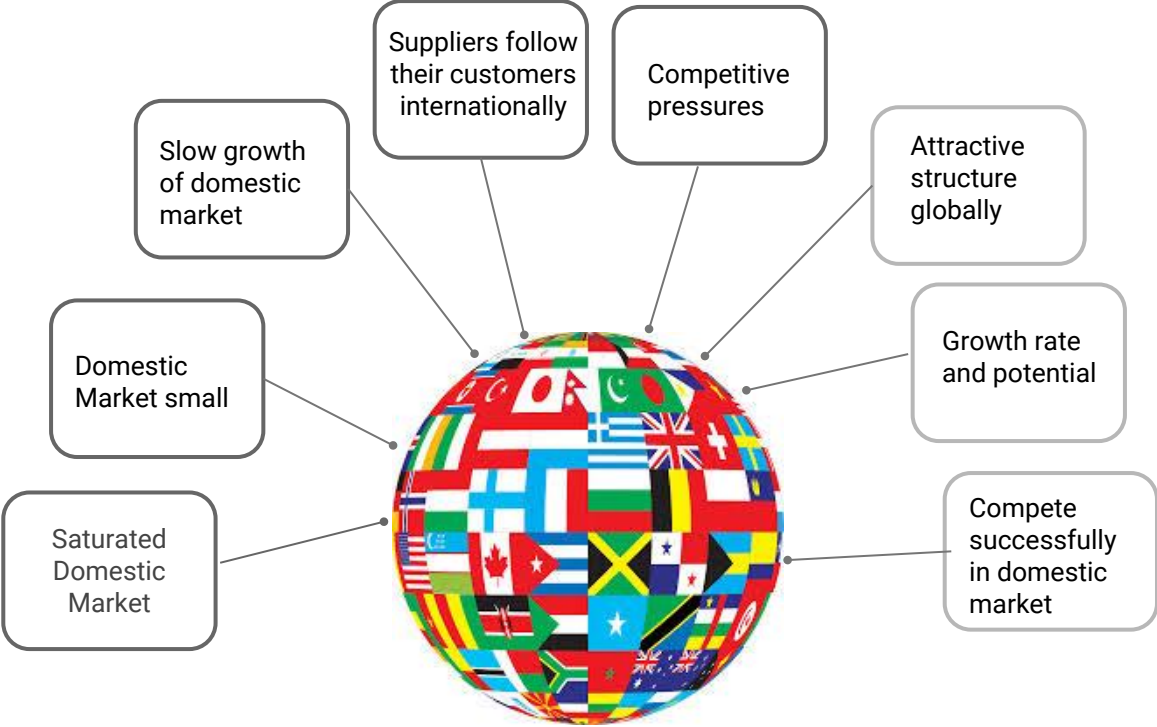 Suppliers follow
their customers
internationally
Competitive
pressures
Slow growth
of domestic
market
Attractive
structure
globally
Domestic
Market small
Growth rate
and potential
Saturated
Domestic
Market
Compete
successfully
in domestic
market